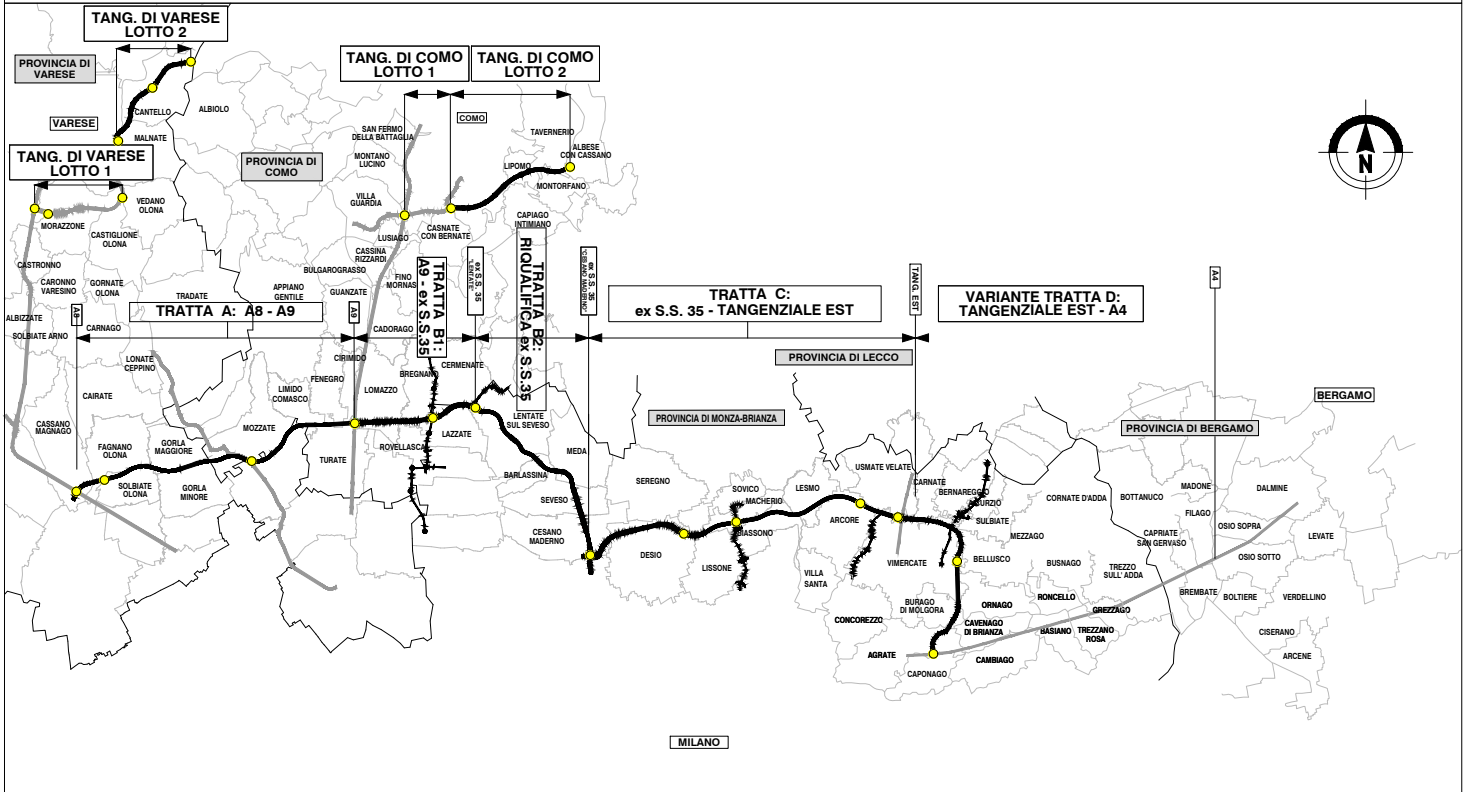 TANG. DI VARESE
LOTTO 2
PROVINCIA DI
VARESE
CANTELLO
ALBIOLO
VARESE
MALNATE
TANG. DI VARESE
LOTTO 1
VEDANO
OLONA
MORAZZONE
CASTIGLIONE
OLONA
PROVINCIA DI
COMO
TANG. DI COMO
LOTTO 1
TANG. DI COMO
LOTTO 2
COMO
SAN FERMO
DELLA BATTAGLIA
MONTANO
LUCINO
VILLA
GUARDIA
TAVERNERIO
ALBESE
CON CASSANO
LIPOMO
MONTORFANO
CAPIAGO
INTIMIANO
CASNATE
CON BERNATE
LUSIAGO
CASSINA
RIZZARDI
BULGAROGRASSO
FINO
MORNAS
N
CASTRONNO
CARONNO
VARESINO
GORNATE
OLONA
TRADATE
APPIANO
GENTILE
GUANZATE
ALBIZZATE
SOLBIATE ARNO
CARNAGO
A8
TRATTA A: A8 - A9
A9
CADORAGO
TRATTA B1:
A9 - ex S.S.35
ex S.S. 35
"LENTATE"
TRATTA B2:
RIQUALIFICA ex S.S.35
ex S.S. 35
TRATTA C:
ex S.S. 35 - TANGENZIALE EST
TANG. EST
VARIANTE TRATTA D:
TANGENZIALE EST - A4
A4
LONATE
CEPPINO
CIRIMIDO
FENEGRO
LIMIDO
COMASCO
LOMAZZO
BREGNANO
CERMENATE
PROVINCIA DI LECCO
BERGAMO
CAIRATE
CASSANO
MAGNAGO
FAGNANO
OLONA
GORLA
MAGGIORE
MOZZATE
SOLBIATE
OLONA
GORLA
MINORE
TURATE
ROVELLASCA
LAZZATE
LENTATE
SUL SEVESO
MEDA
BARLASSINA
SEVESO
CESANO
MADERNO
PROVINCIA DI MONZA-BRIANZA
PROVINCIA DI BERGAMO
SEREGNO
SOVICO
MACHERIO
LESMO
USMATE VELATE
CARNATE
BERNAREGGIO
SULBIATE
MEZZAGO
CORNATE D'ADDA
BOTTANUCO
MADONE
FILAGO
DALMINE
OSIO SOPRA
CAPRIATE
SAN GERVASO
LEVATE
OSIO SOTTO
ARCORE
BIASSONO
DESIO
LISSONE
VILLA
SANTA
VIMERCATE
BELLUSCO
BUSNAGO
TREZZO
SULL' ADDA
BREMBATE
BOLTIERE
VERDELLINO
CISERANO
ARCENE
CONCOREZZO
BURAGO
DI MOLGORA
ORNAGO
RONCELLO
GREZZAGO
CAVENAGO
DI BRIANZA
BASIANO
TREZZANO
ROSA
AGRATE
CAMBIAGO
CAPONAGO
MILANO